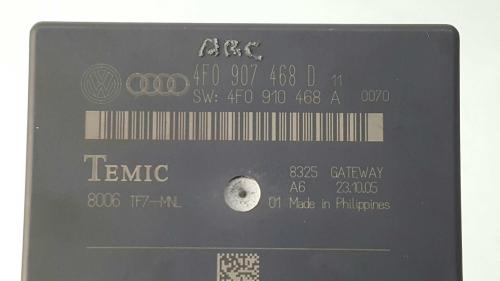 ABC
4F0 907 468 D 11
SW: 4F0 910 468 A 0070
TEMIC
8325 GATEWAY
8006 TF7-MNL
A6 23.10.05
01 Made in Philippines